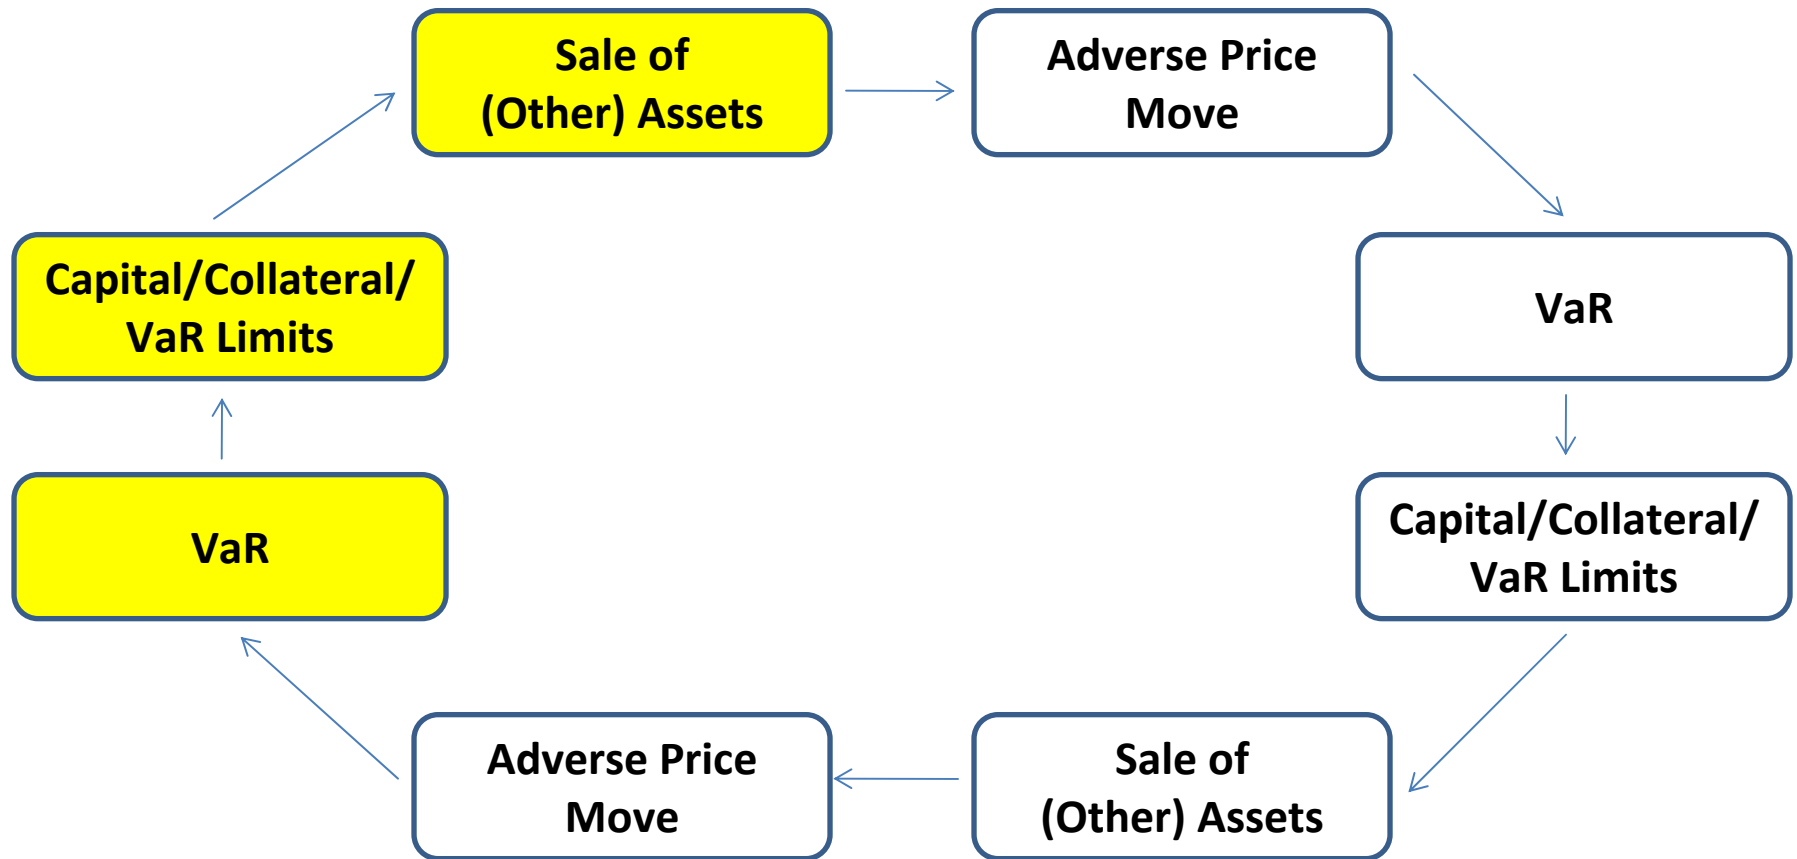 Sale of
(Other) Assets
Adverse Price
Move
Capital/Collateral/
VaR Limits
VaR
VaR
Capital/Collateral/
VaR Limits
Adverse Price
Move
Sale of
(Other) Assets